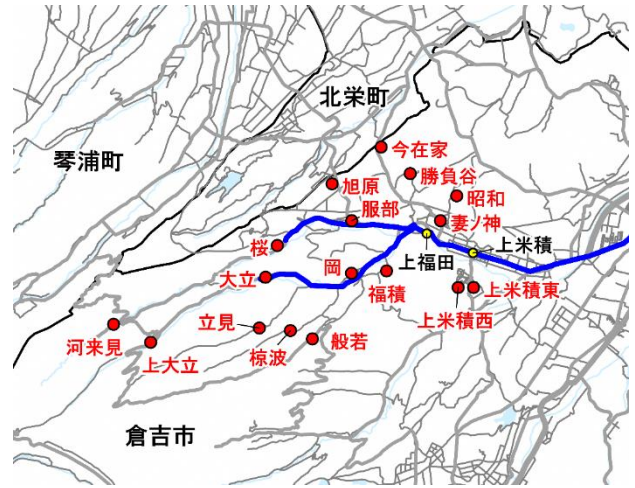 北栄町
琴浦町
今在家
勝負谷
旭原
昭和
服部
妻ノ神
桜
上福田
上米積
大立
岡
福積
上米積西
上米積東
河来見
上大立
立見
椋波
般若
倉吉市